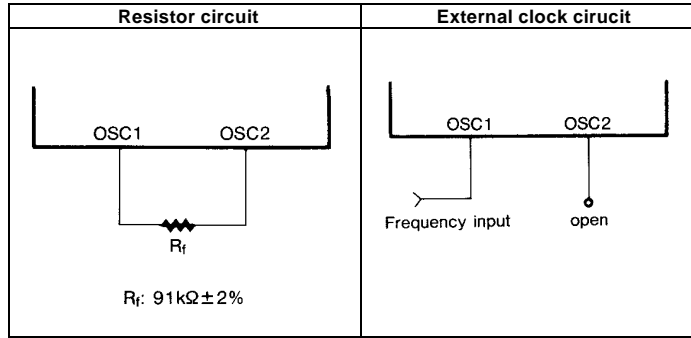 Resistor circuit
External clock cirucit
OSC1 OSC2
Rf
Rf: 91kΩ±2%
OSC1 OSC2
Frequency input open